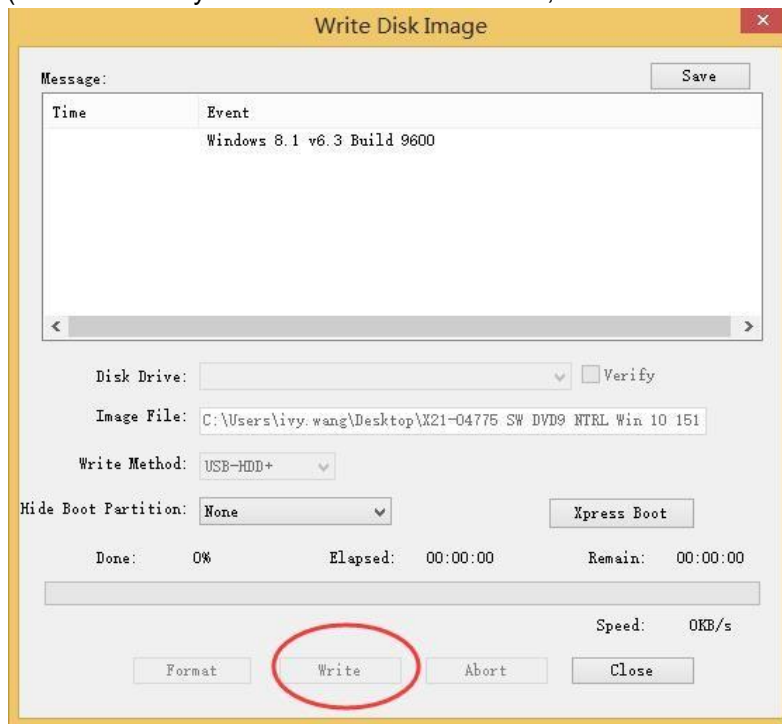 Write Disk Image
Message: Save
Time Event
Windows 8.1 v6.3 Build 9600
Disk Drive: Verify
Image File: C:\Users\ivy.wang\Desktop\X21-04775 SW DVD9 NTRL Win 10 151
Write Method: USB-HDD+
Hide Boot Partition: None Xpress Boot
Done: 0% Elapsed: 00:00:00 Remain: 00:00:00
Speed: 0KB/s
Format Write Abort Close